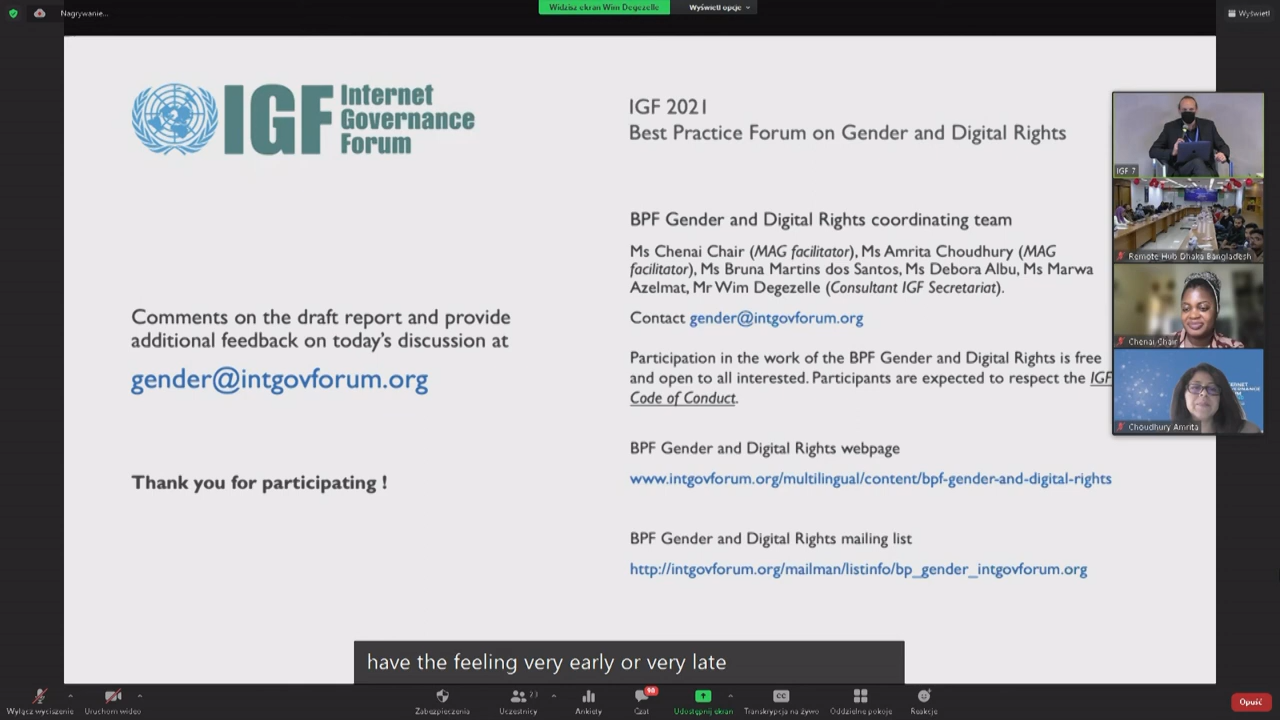 Nagrywanie...
Widzisz ekran Wim Degezelle
Wyświetl opcje
Wyświetl
IGF Internet
Governance
Forum
Comments on the draft report and provide
additional feedback on today's discussion at
gender@intgovforum.org
Thank you for participating !
IGF 2021
Best Practice Forum on Gender and Digital Rights
BPF Gender and Digital Rights coordinating team
Ms Chenai Chair (MAG facilitator), Ms Amrita Choudhury (MAG
facilitator), Ms Bruna Martins dos Santos, Ms Debora Albu, Ms Marwa
Azelmat, Mr Wim Degezelle (Consultant IGF Secretariat).
Contact gender@intgovforum.org
Participation in the work of the BPF Gender and Digital Rights is free
and open to all interested. Participants are expected to respect the IGF
Code of Conduct.
BPF Gender and Digital Rights webpage
www.intgovforum.org/multilingual/content/bpf-gender-and-digital-rights
BPF Gender and Digital Rights mailing list
http://intgovforum.org/mailman/listinfo/bp_gender_intgovforum.org
IGF 7
Remote Hub Dhaka Bangladesh
Chenai Chair
Choudhury Amrita
have the feeling very early or very late
Wyłącz wyciszenie
Uruchom wideo
Zabezpieczenia
Uczestnicy
23
Ankiety
Czat
98
Udostępnij ekran
CC
Transkrypcja na żywo
Oddzielne pokoje
Reakcje
Opuść